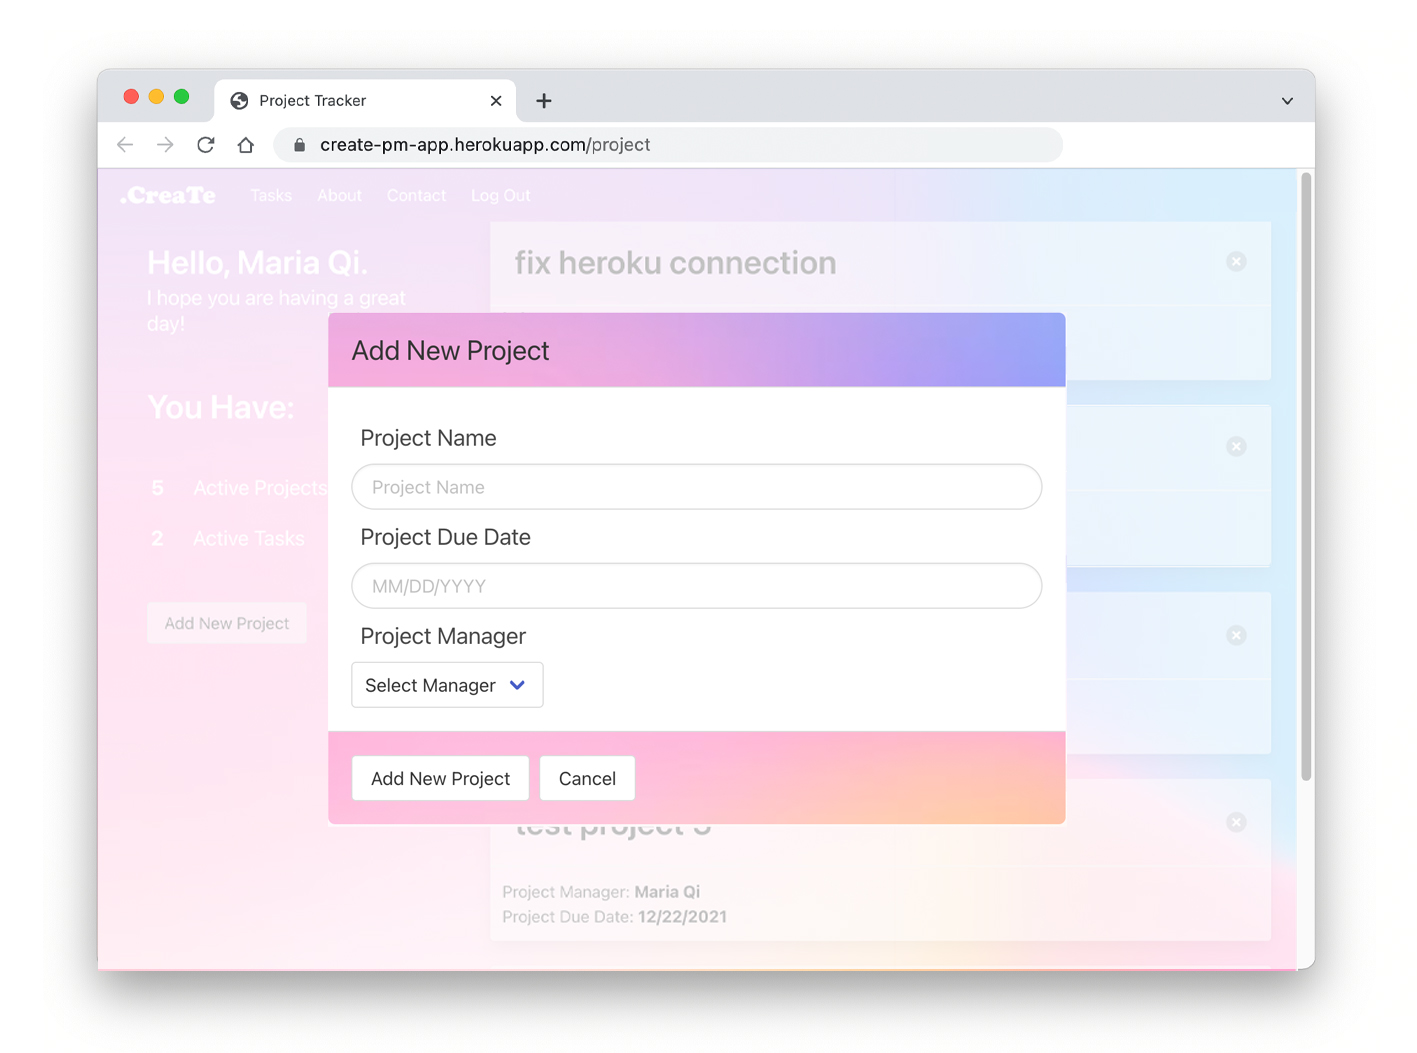 Project Tracker
create-pm-app.herokuapp.com/project
.CreaTe Tasks About Contact Log Out
Hello, Maria Qi.
I hope you are having a great
day!
You Have:
5 Active Projects
2 Active Tasks
Add New Project
fix heroku connection
Add New Project
Project Name
Project Name
Project Due Date
MM/DD/YYYY
Project Manager
Select Manager
Add New Project Cancel
test project 5
Project Manager: Maria Qi
Project Due Date: 12/22/2021